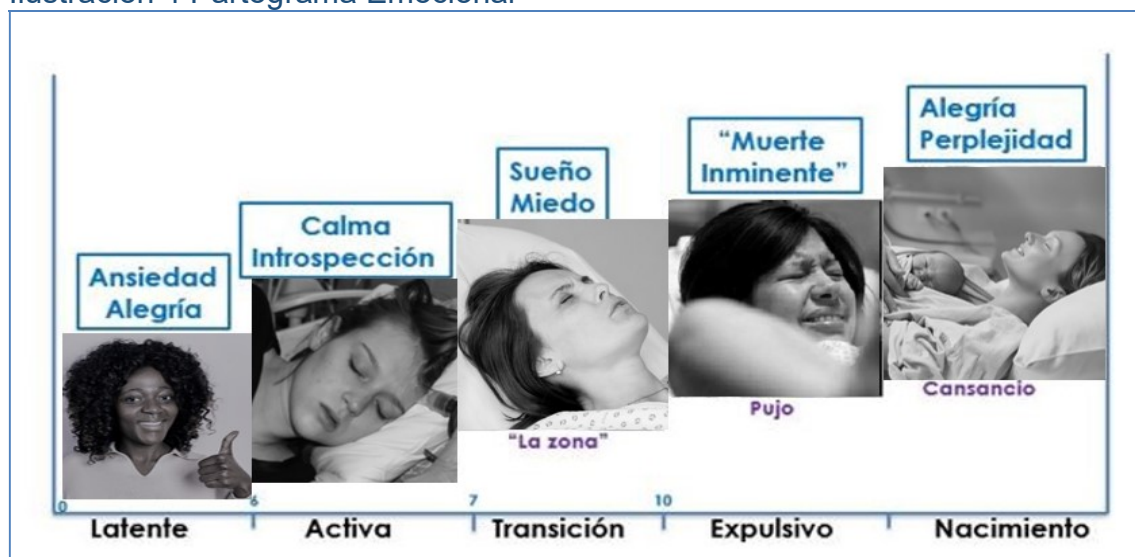 Ilustración 4 Partograma Emocional
Ansiedad
Alegría
Calma
Introspección
Sueño
Miedo
“La zona”
“Muerte
Inminente”
Pujo
Alegría
Perplejidad
Cansancio
0 6 7 10
Latente Activa Transición Expulsivo Nacimiento